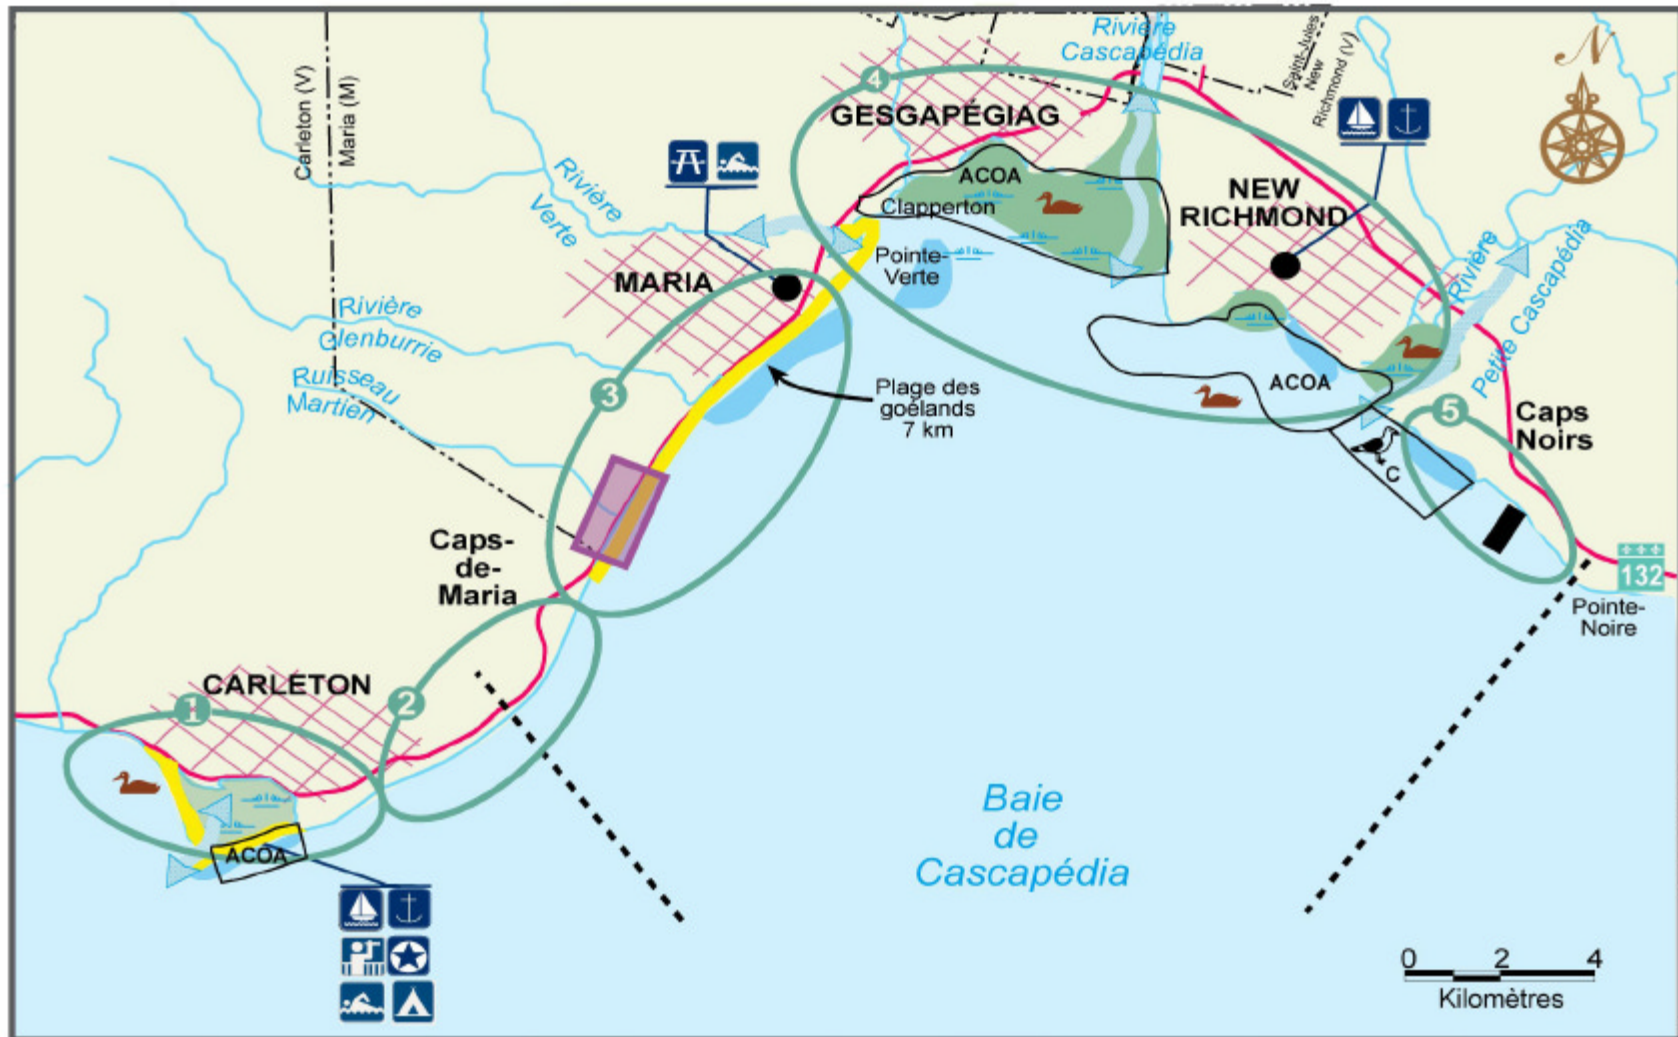 Rivière
Cascapédia
N
Carleton (V)
Maria (M)
Saint-Jules
New
Richmond (V)
4
GESGAPÉGIAG
ACOA
Clapperton
NEW
RICHMOND
Rivière
Verte
Pointe-
Verte
MARIA
Rivière
Petite Cascapédia
Rivière
Glenburrie
Ruisseau
Martien
3
Plage des
goélands
7 km
ACOA
5
Caps
Noirs
C
Caps-
de-
Maria
132
Pointe-
Noire
CARLETON
1
2
ACOA
Baie
de
Cascapédia
0 2 4
Kilomètres